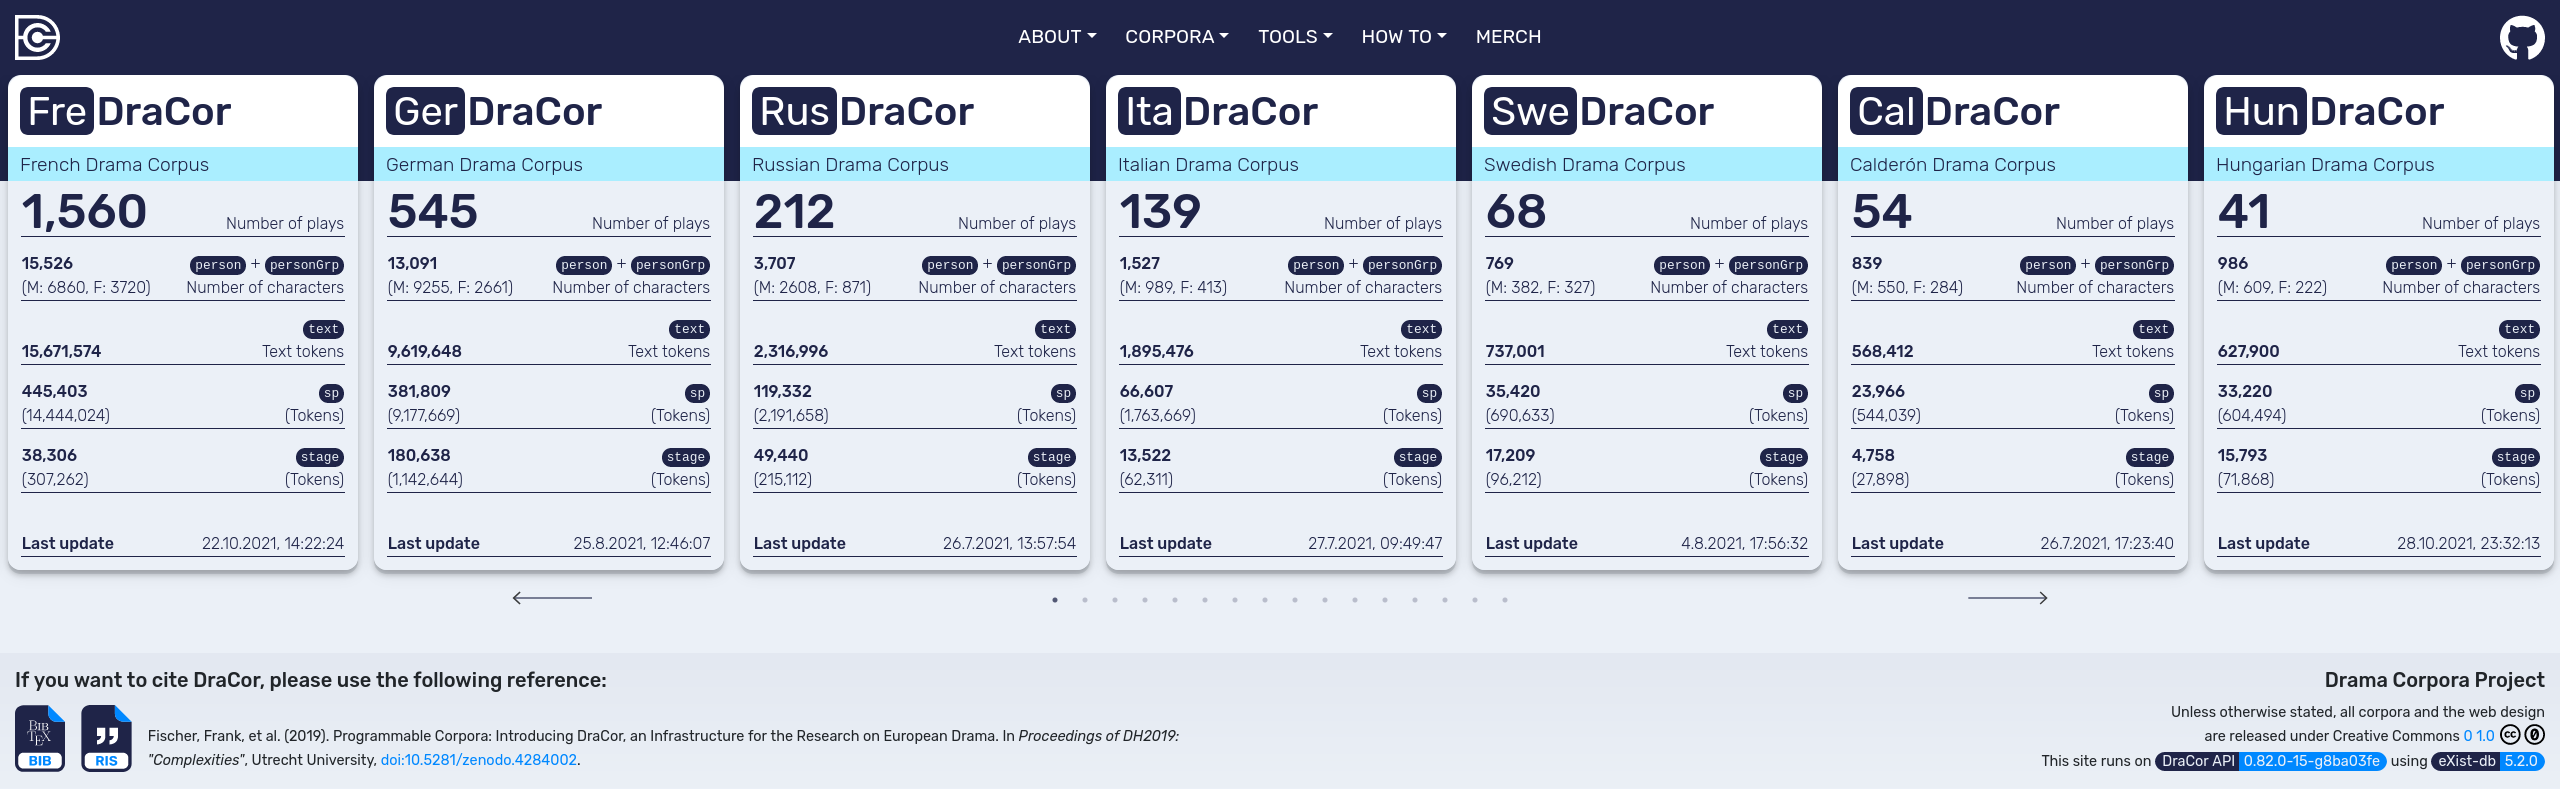 ABOUT CORPORA TOOLS HOW TO MERCH
FreDraCor
French Drama Corpus
1,560 Number of plays
15,526 person + personGrp
(M: 6860, F: 3720) Number of characters
text
15,671,574 Text tokens
445,403 sp
(14,444,024) (Tokens)
38,306 stage
(307,262) (Tokens)
Last update 22.10.2021, 14:22:24
GerDraCor
German Drama Corpus
545 Number of plays
13,091 person + personGrp
(M: 9255, F: 2661) Number of characters
text
9,619,648 Text tokens
381,809 sp
(9,177,669) (Tokens)
180,638 stage
(1,142,644) (Tokens)
Last update 25.8.2021, 12:46:07
RusDraCor
Russian Drama Corpus
212 Number of plays
3,707 person + personGrp
(M: 2608, F: 871) Number of characters
text
2,316,996 Text tokens
119,332 sp
(2,191,658) (Tokens)
49,440 stage
(215,112) (Tokens)
Last update 26.7.2021, 13:57:54
ItaDraCor
Italian Drama Corpus
139 Number of plays
1,527 person + personGrp
(M: 989, F: 413) Number of characters
text
1,895,476 Text tokens
66,607 sp
(1,763,669) (Tokens)
13,522 stage
(62,311) (Tokens)
Last update 27.7.2021, 09:49:47
SweDraCor
Swedish Drama Corpus
68 Number of plays
769 person + personGrp
(M: 382, F: 327) Number of characters
text
737,001 Text tokens
35,420 sp
(690,633) (Tokens)
17,209 stage
(96,212) (Tokens)
Last update 4.8.2021, 17:56:32
CalDraCor
Calderón Drama Corpus
54 Number of plays
839 person + personGrp
(M: 550, F: 284) Number of characters
text
568,412 Text tokens
23,966 sp
(544,039) (Tokens)
4,758 stage
(27,898) (Tokens)
Last update 26.7.2021, 17:23:40
HunDraCor
Hungarian Drama Corpus
41 Number of plays
986 person + personGrp
(M: 609, F: 222) Number of characters
text
627,900 Text tokens
33,220 sp
(604,494) (Tokens)
15,793 stage
(71,868) (Tokens)
Last update 28.10.2021, 23:32:13
If you want to cite DraCor, please use the following reference:
BIBTEX
BIB
RIS
Fischer, Frank, et al. (2019). Programmable Corpora: Introducing DraCor, an Infrastructure for the Research on European Drama. In Proceedings of DH2019:
"Complexities", Utrecht University, doi:10.5281/zenodo.4284002.
Drama Corpora Project
Unless otherwise stated, all corpora and the web design
are released under Creative Commons 0 1.0
This site runs on DraCor API 0.82.0-15-g8ba03fe using eXist-db 5.2.0